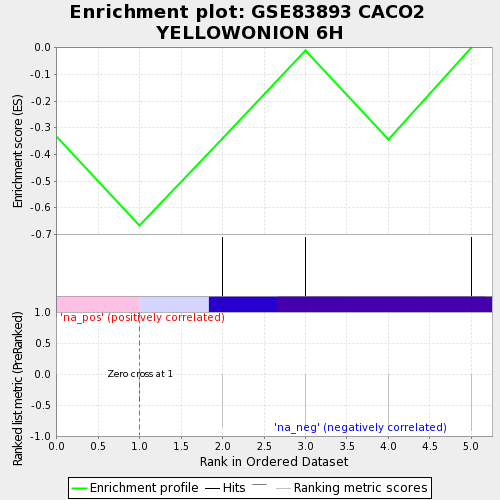 Enrichment plot: GSE83893 CACO2
YELLOWONION 6H
Enrichment score (ES)
0.0
-0.1
-0.2
-0.3
-0.4
-0.5
-0.6
-0.7
Ranked list metric (PreRanked)
1.0
0.5
0.0
-0.5
-1.0
'na_pos' (positively correlated)
Zero cross at 1
'na_neg' (negatively correlated)
0.0 0.5 1.0 1.5 2.0 2.5 3.0 3.5 4.0 4.5 5.0
Rank in Ordered Dataset
Enrichment profile Hits Ranking metric scores